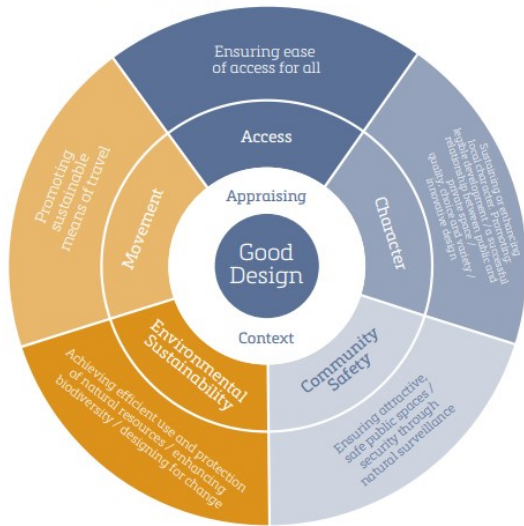 Ensuring ease
of access for all
Access
Sustaining or enhancing
local character. Promoting
legible development / a successful
relationship between public and
private space /
quality, choice and variety /
innovative design
Character
Community
Safety
Ensuring attractive,
safe public spaces /
security through
natural surveillance
Environmental
Sustainability
Achieving efficient use and protection
of natural resources / enhancing
biodiversity / designing for change
Movement
Promoting
sustainable
means of travel
Appraising
Good
Design
Context